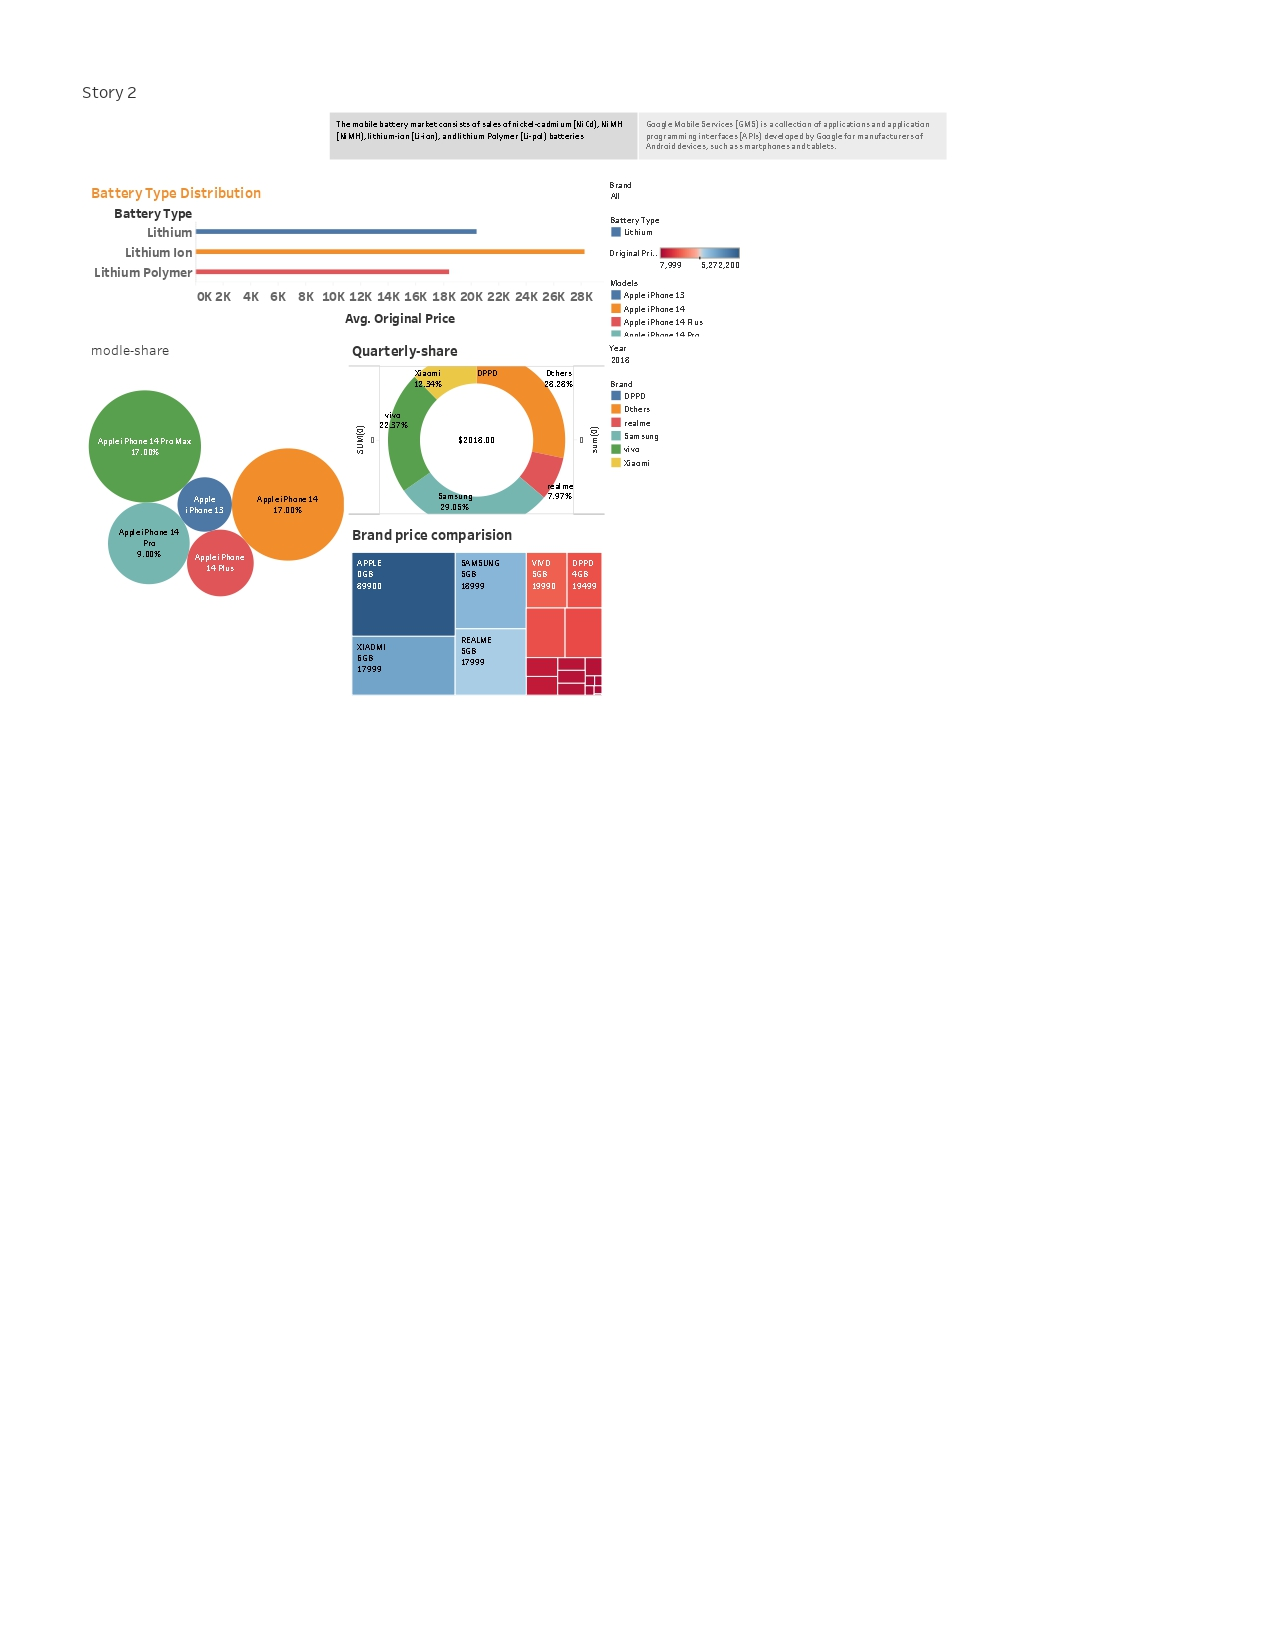 Story 2
The mobile battery market consists of sales of nickel-cadmium (NiCd), NiMH
(NiMH), lithium-ion (Li-ion), and lithium Polymer (Li-pol) batteries
Google Mobile Services (GMS) is a collection of applications and application
programming interfaces (APIs) developed by Google for manufacturers of
Android devices, such as smartphones and tablets.
Battery Type Distribution
Battery Type
Lithium
Lithium Ion
Lithium Polymer
0K 2K 4K 6K 8K 10K 12K 14K 16K 18K 20K 22K 24K 26K 28K
Avg. Original Price
Brand
All
Battery Type
Lithium
Original Pri..
7,999 5,272,200
Models
Apple iPhone 13
Apple iPhone 14
Apple iPhone 14 Plus
Apple iPhone 14 Pro
modle-share
Apple iPhone 14 Pro Max
17.00%
Apple
iPhone 13
Apple iPhone 14
17.00%
Apple iPhone 14
Pro
9.00%
Apple iPhone
14 Plus
Quarterly-share
Xiaomi
12.34%
OPPO
Others
28.28%
vivo
22.37%
SUM(0)
0
$2018.00
0
sum(0)
realme
7.97%
Samsung
29.05%
Year
2018
Brand
OPPO
Others
realme
Samsung
vivo
Xiaomi
Brand price comparision
APPLE
0GB
89900
SAMSUNG
5GB
18999
VIVO
5GB
19990
OPPO
4GB
19499
XIAOMI
6GB
17999
REALME
5GB
17999